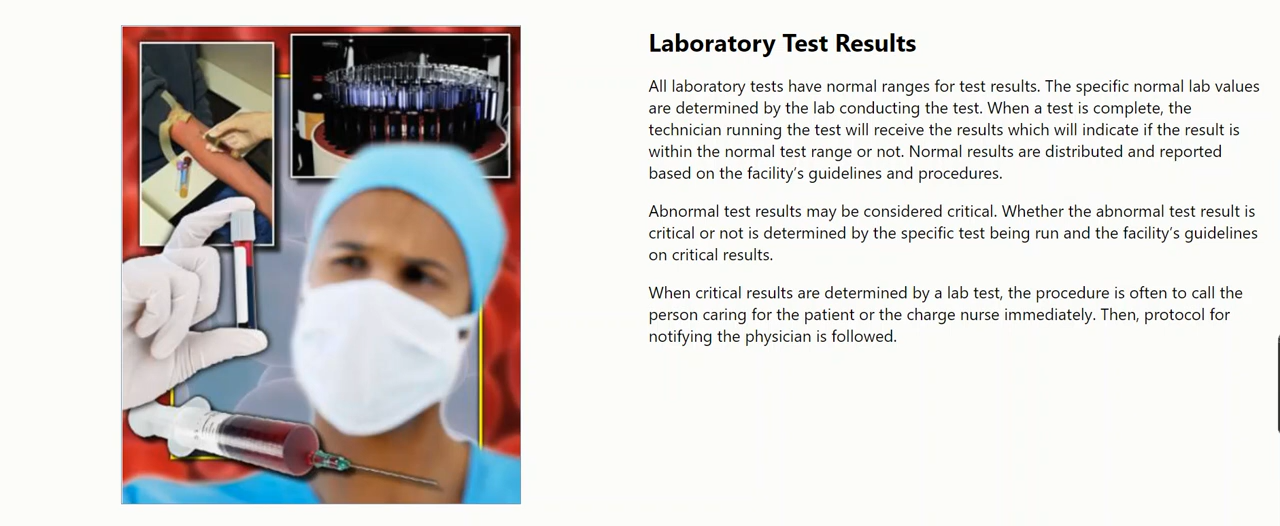 Laboratory Test Results
All laboratory tests have normal ranges for test results. The specific normal lab values
are determined by the lab conducting the test. When a test is complete, the
technician running the test will receive the results which will indicate if the result is
within the normal test range or not. Normal results are distributed and reported
based on the facility’s guidelines and procedures.
Abnormal test results may be considered critical. Whether the abnormal test result is
critical or not is determined by the specific test being run and the facility’s guidelines
on critical results.
When critical results are determined by a lab test, the procedure is often to call the
person caring for the patient or the charge nurse immediately. Then, protocol for
notifying the physician is followed.